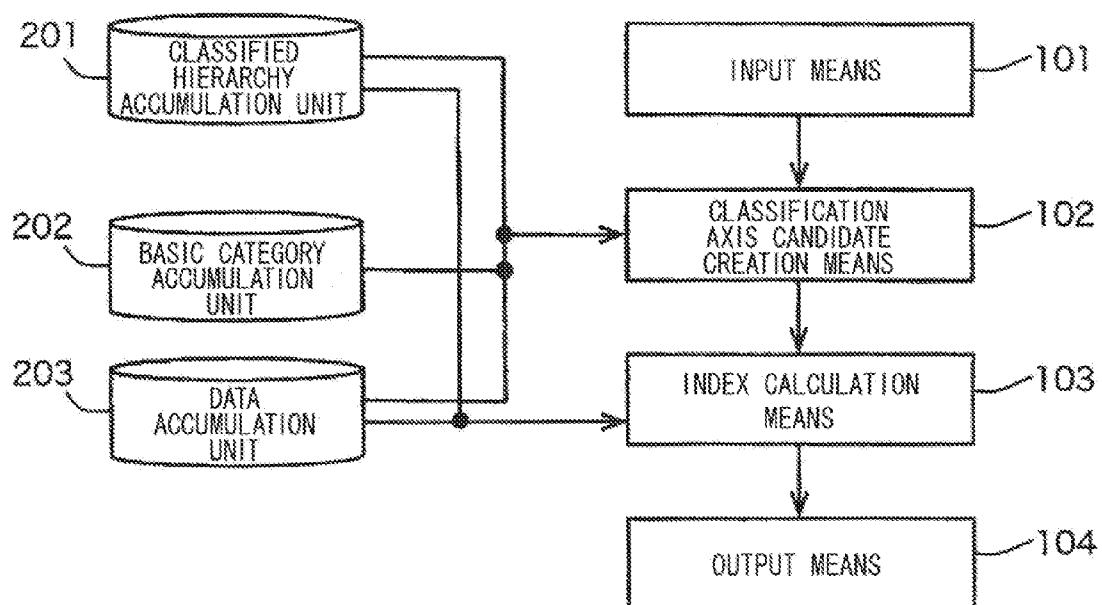 201
CLASSIFIED
HIERARCHY
ACCUMULATION UNIT
INPUT MEANS
101
202
BASIC CATEGORY
ACCUMULATION
UNIT
CLASSIFICATION
AXIS CANDIDATE
CREATION MEANS
102
203
DATA
ACCUMULATION
UNIT
INDEX CALCULATION
MEANS
103
OUTPUT MEANS
104